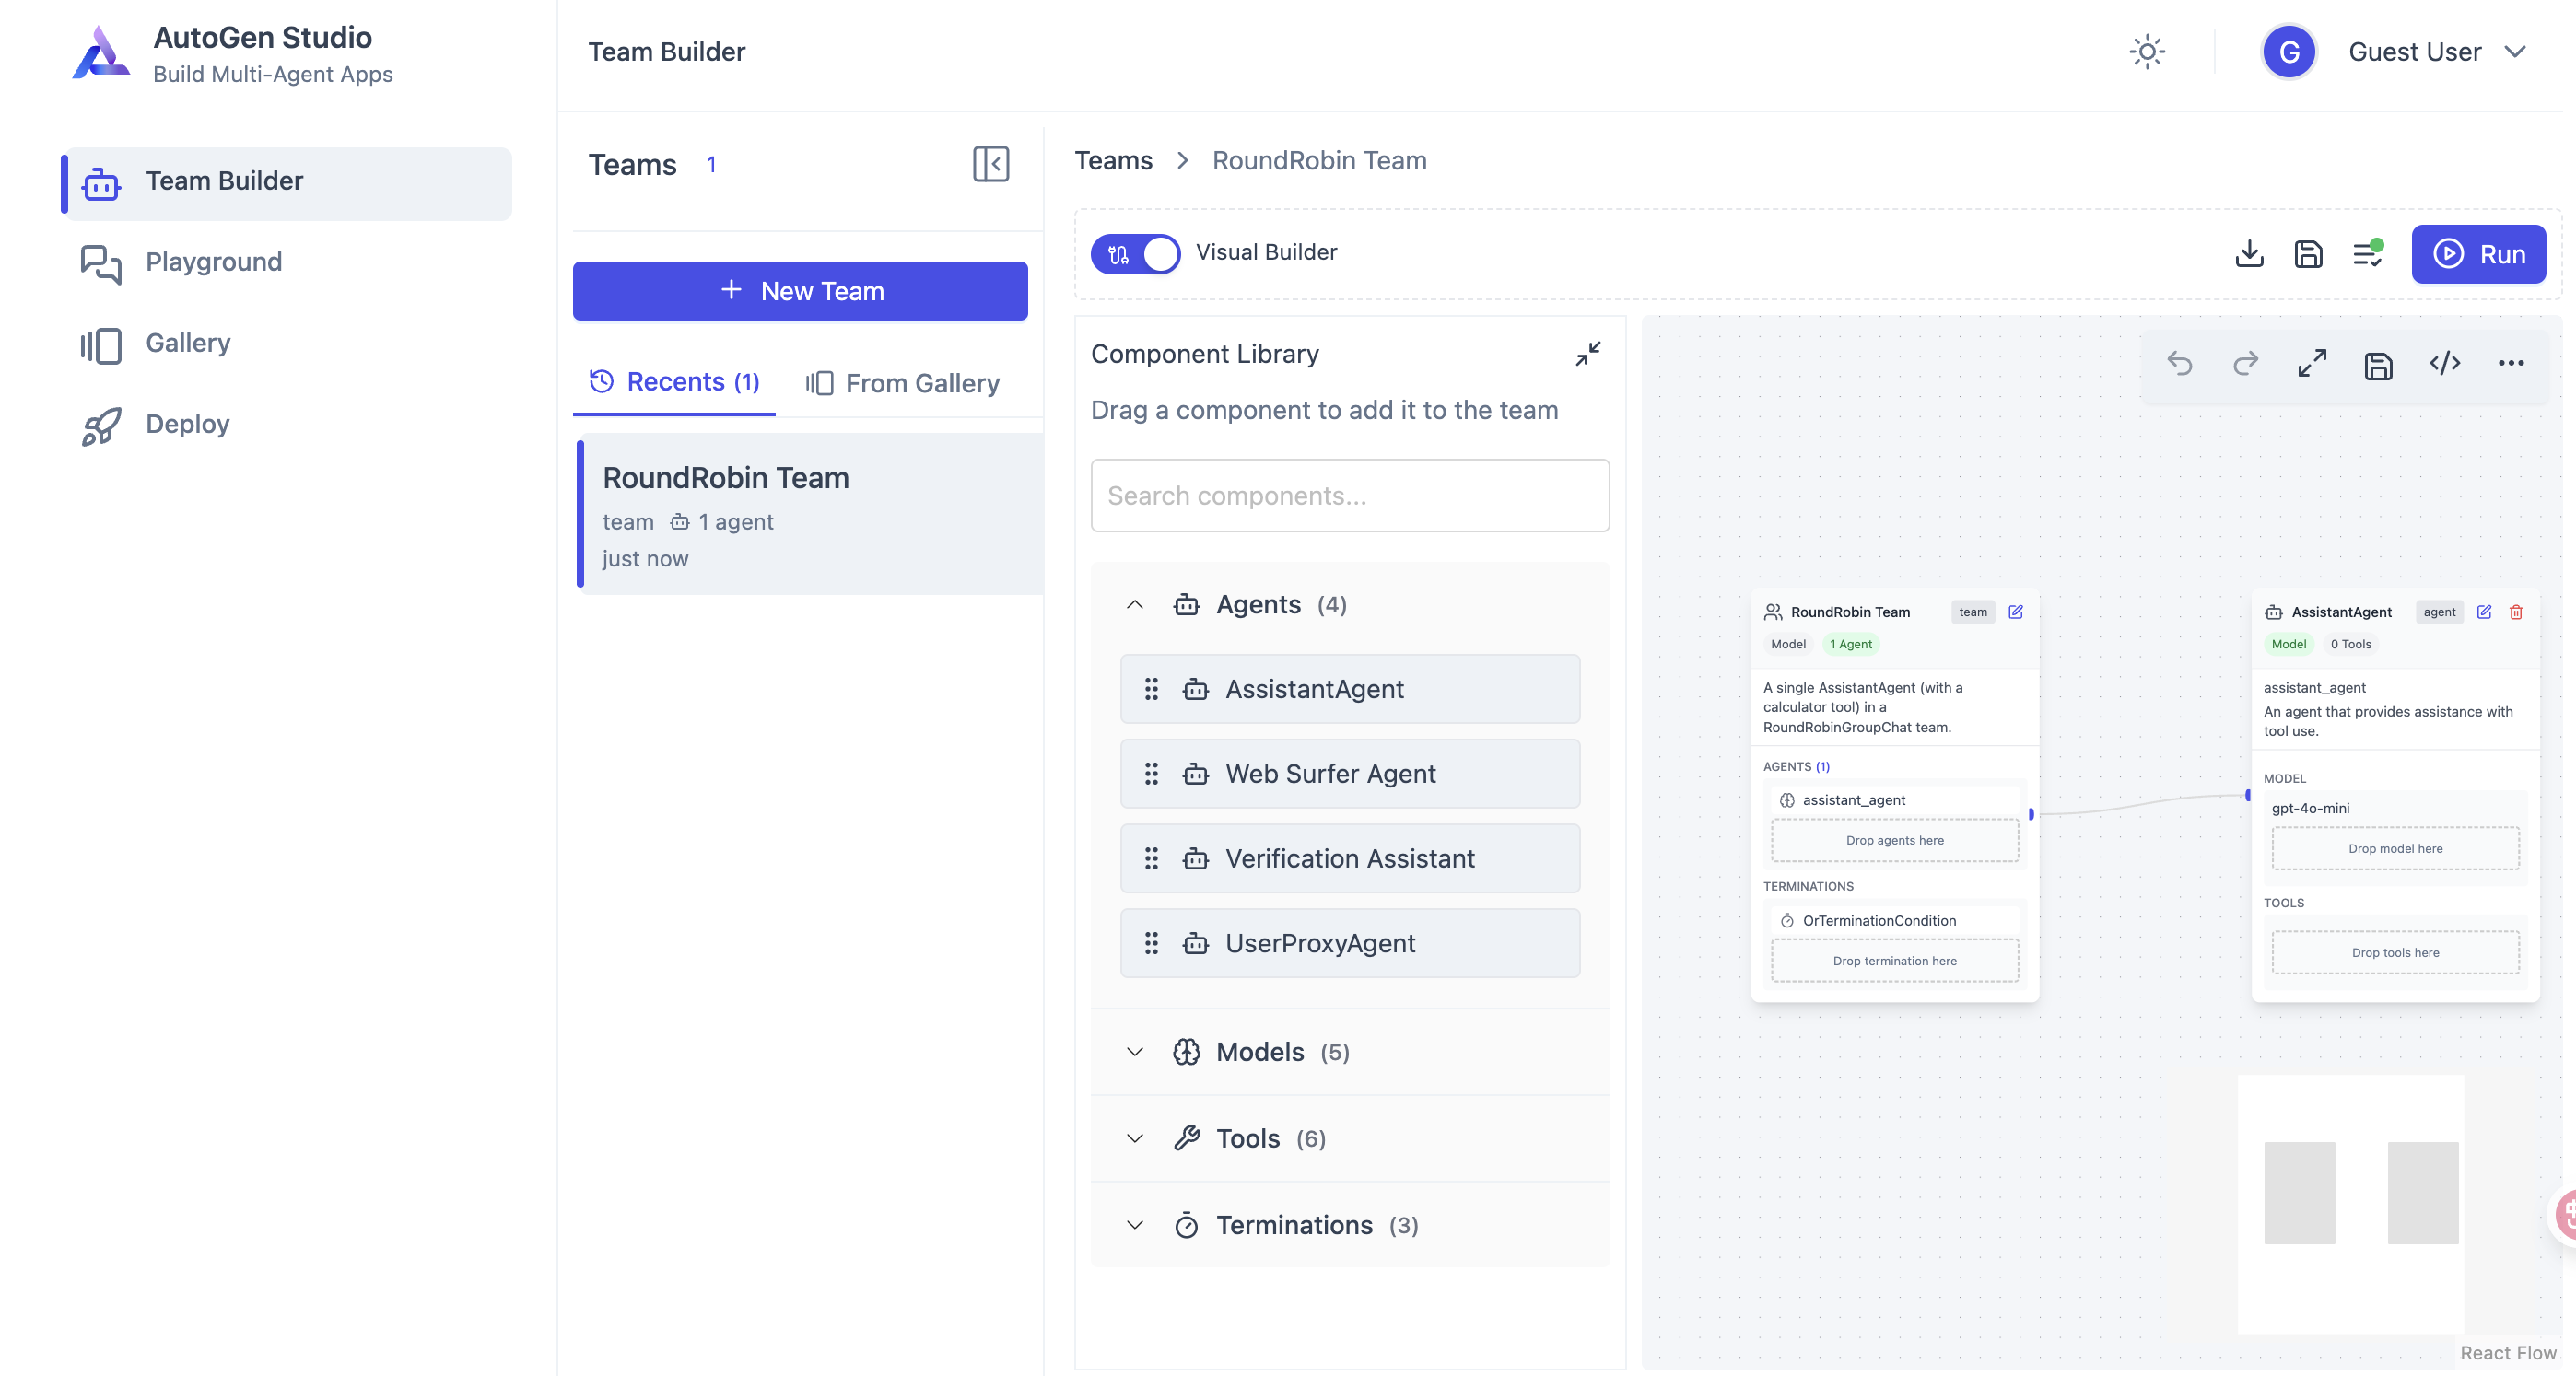 AutoGen Studio
Build Multi-Agent Apps
Team Builder
Playground
Gallery
Deploy
Team Builder
G
Guest User
Teams 1
New Team
Recents (1)
From Gallery
RoundRobin Team
team 1 agent
just now
Teams > RoundRobin Team
Visual Builder
Run
Component Library
Drag a component to add it to the team
Search components...
Agents (4)
AssistantAgent
Web Surfer Agent
Verification Assistant
UserProxyAgent
Models (5)
Tools (6)
Terminations (3)
RoundRobin Team
team
Model
1 Agent
A single AssistantAgent (with a
calculator tool) in a
RoundRobinGroupChat team.
AGENTS (1)
assistant_agent
Drop agents here
TERMINATIONS
OrTerminationCondition
Drop termination here
AssistantAgent
agent
Model
0 Tools
assistant_agent
An agent that provides assistance with
tool use.
MODEL
gpt-4o-mini
Drop model here
TOOLS
Drop tools here
React Flow